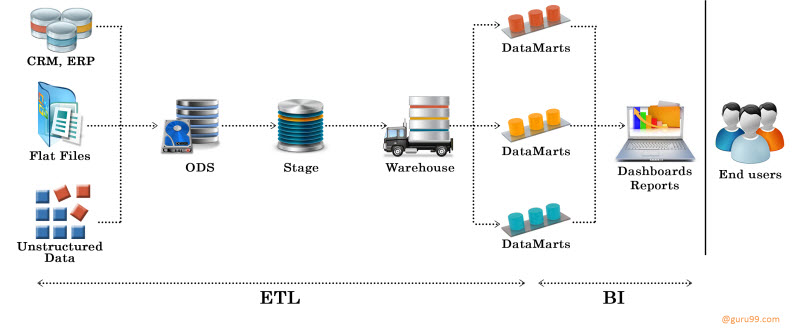 CRM, ERP
Flat Files
Unstructured
Data
ODS
Stage
Warehouse
DataMarts
DataMarts
DataMarts
Dashboards
Reports
End users
ETL
BI
@guru99.com